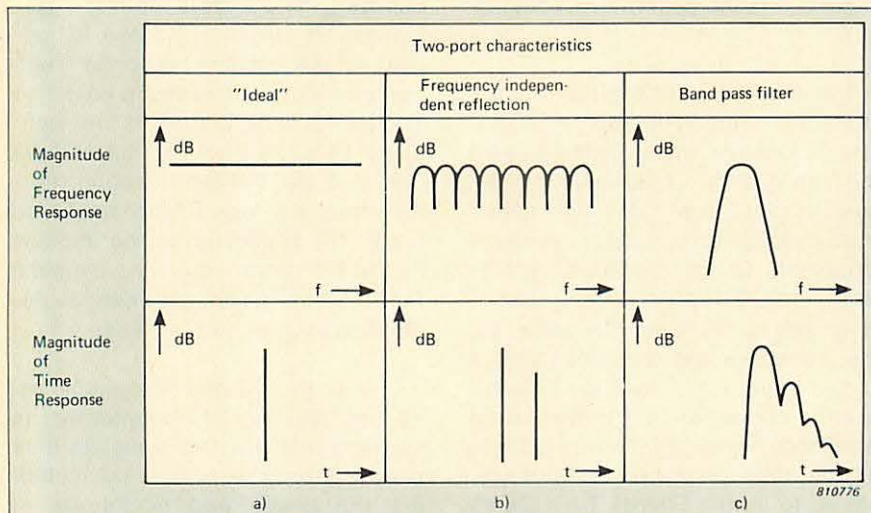 Two-port characteristics
"Ideal"
Frequency indepen-
dent reflection
Band pass filter
Magnitude
of
Frequency
Response
dB
f
dB
f
dB
f
Magnitude
of
Time
Response
dB
t
dB
t
dB
t
810776
a)
b)
c)